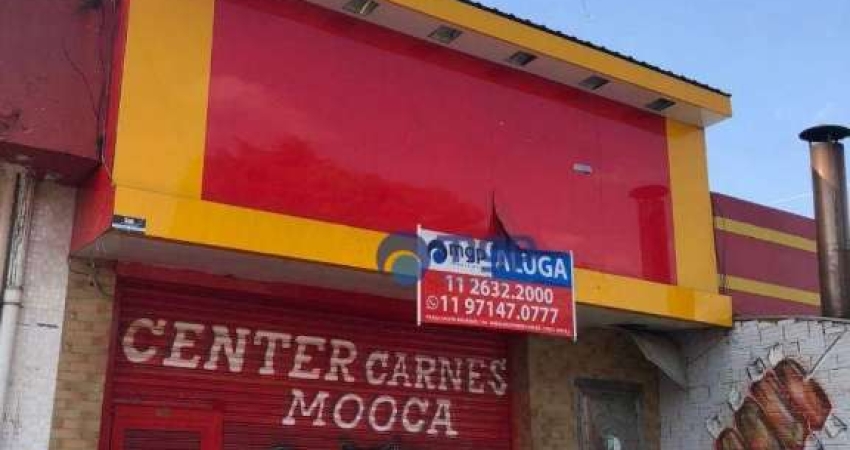 mgp
ALUGA
11 2632.2000
11 97147.0777
CENTER CARNES
MOOCA